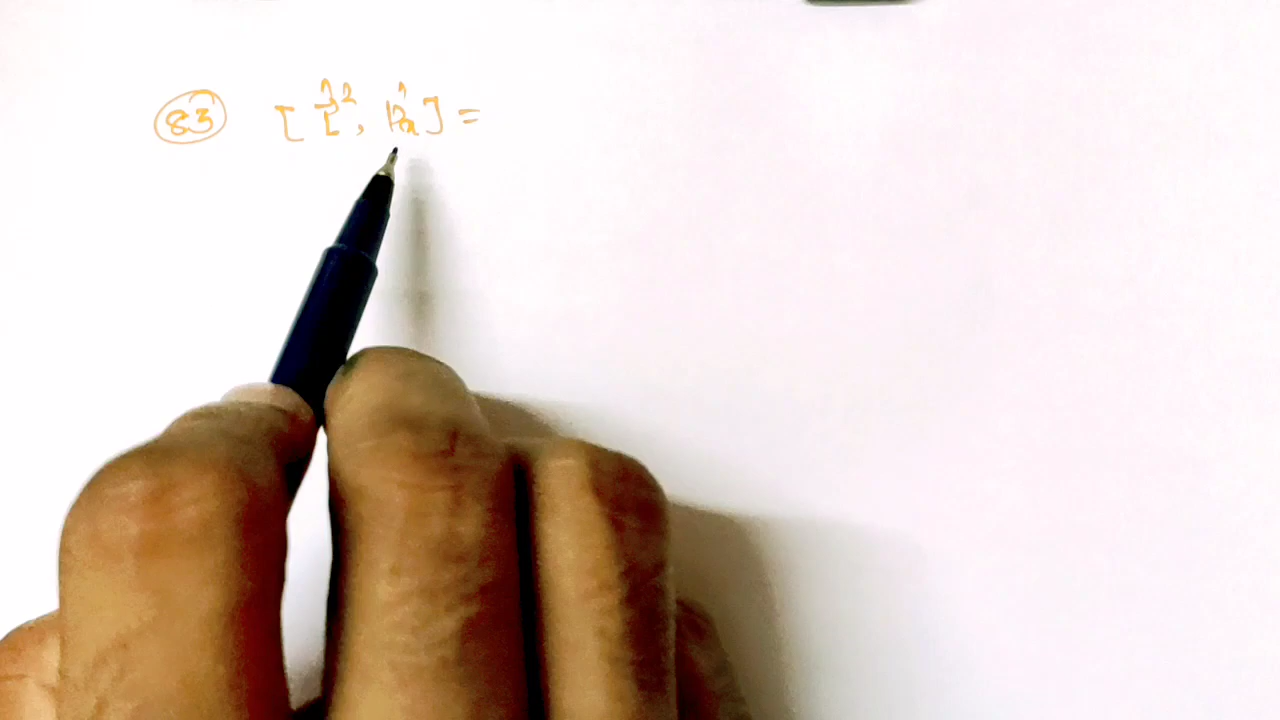 (83) [L̂², p̂ₓ] =